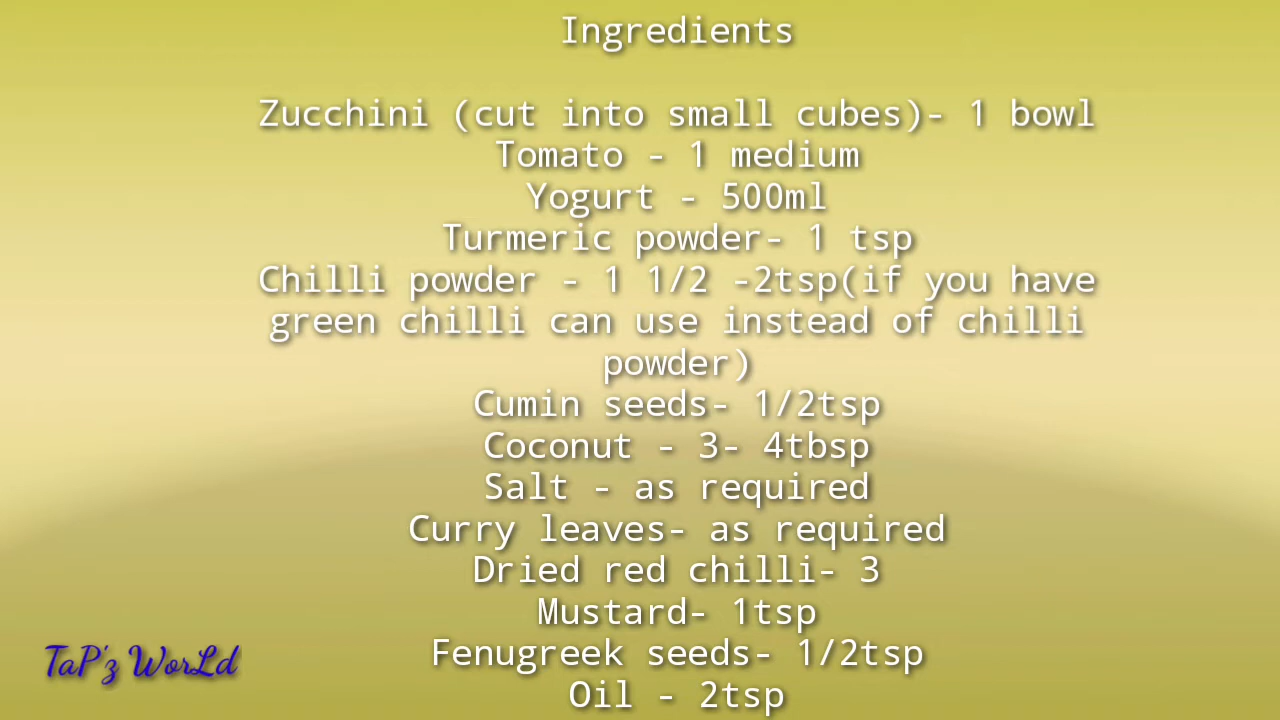 Ingredients
Zucchini (cut into small cubes)- 1 bowl
Tomato - 1 medium
Yogurt - 500ml
Turmeric powder- 1 tsp
Chilli powder - 1 1/2 -2tsp(if you have
green chilli can use instead of chilli
powder)
Cumin seeds- 1/2tsp
Coconut - 3- 4tbsp
Salt - as required
Curry leaves- as required
Dried red chilli- 3
Mustard- 1tsp
Fenugreek seeds- 1/2tsp
Oil - 2tsp
TaP'z WorLd